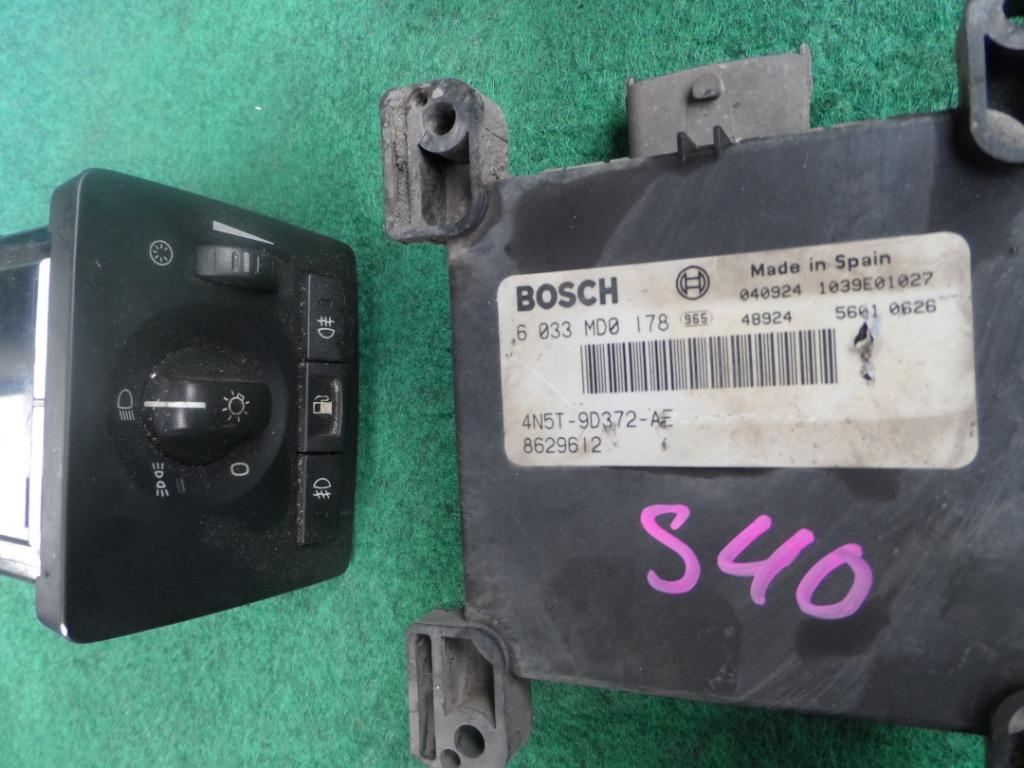 BOSCH
Made in Spain
040924 1039E01027
6 033 MD0 178 965 48924 5601 0626
4N5T-9D372-AE
8629612
S40
0